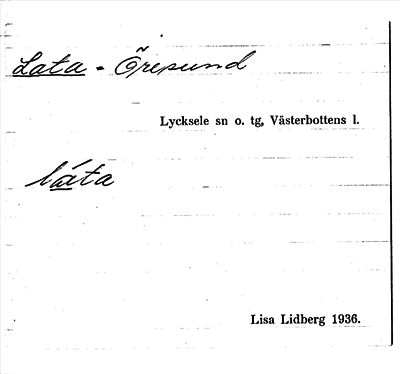 Lata - Öresund
Lycksele sn o. tg, Västerbottens l.
láta
Lisa Lidberg 1936.